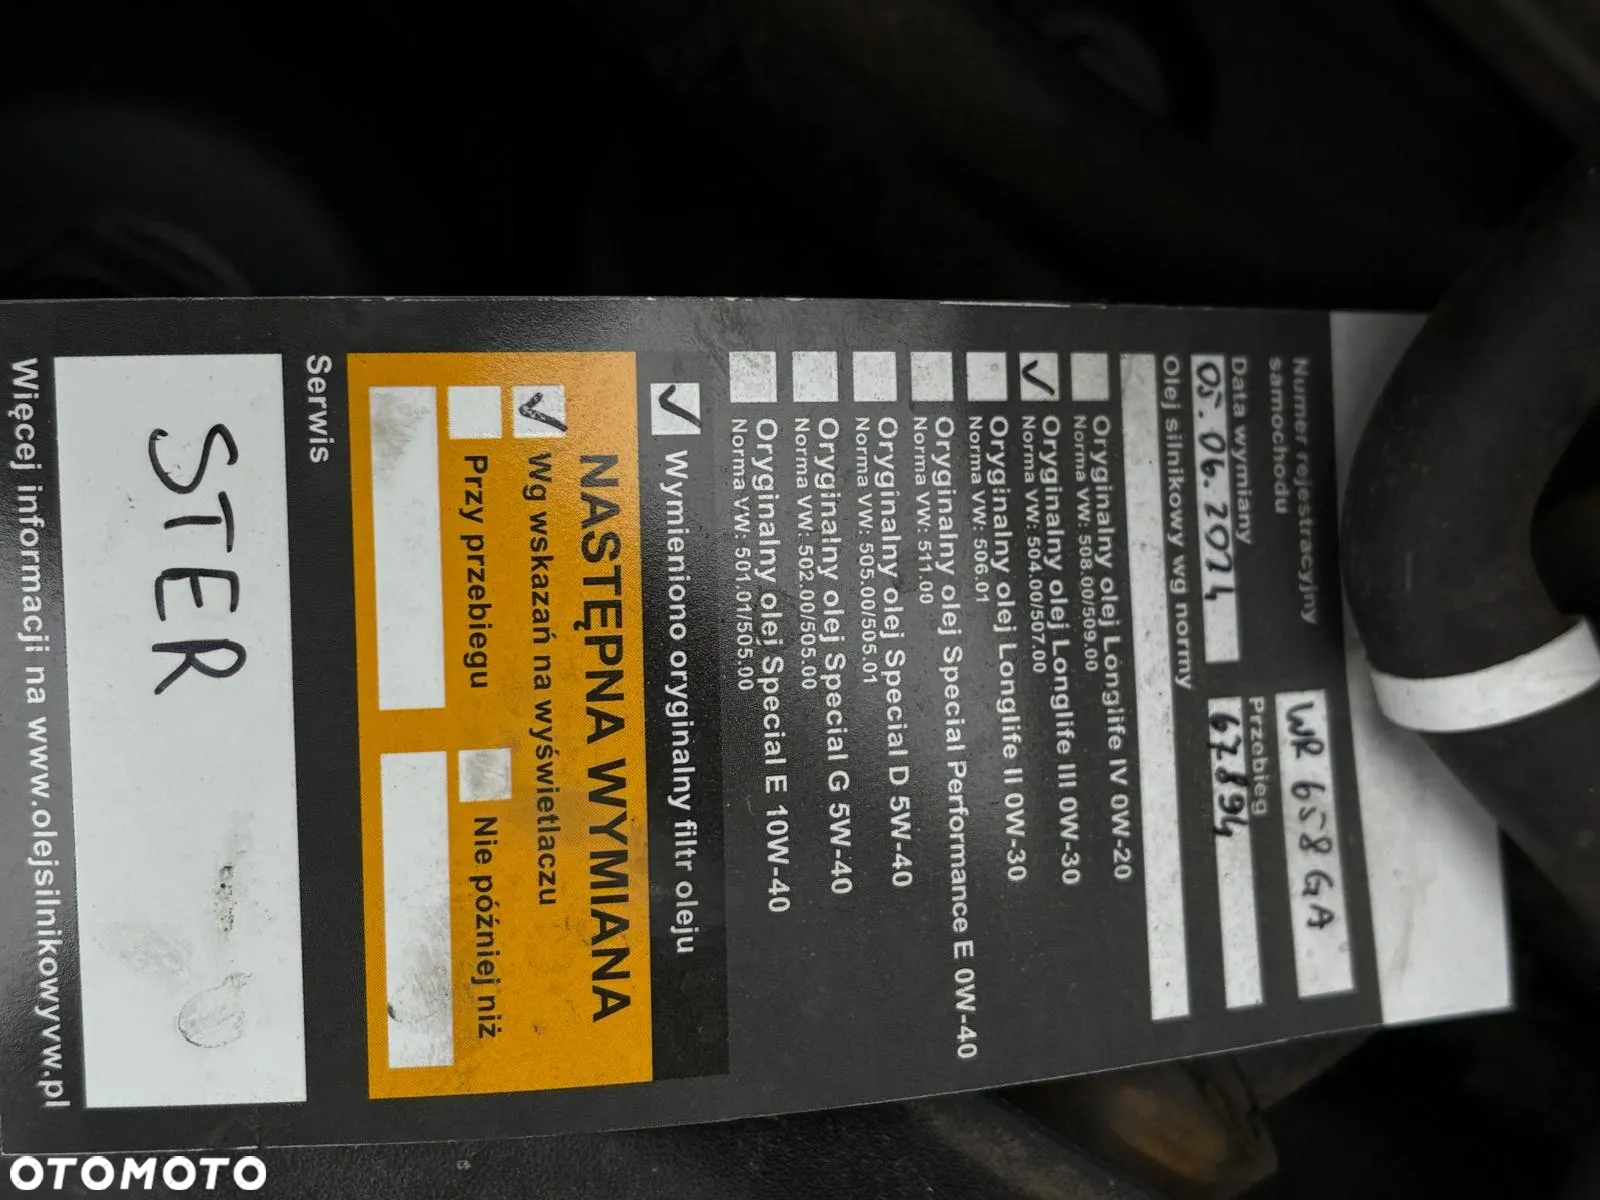 Numer rejestracyjny
samochodu
WR 658GA
Data wymiany
Przebieg
05.06.2024
67894
Olej silnikowy wg normy
Oryginalny olej Longlife IV 0W-20
Norma VW: 508.00/509.00
✓ Oryginalny olej Longlife III 0W-30
Norma VW: 504.00/507.00
Oryginalny olej Longlife II 0W-30
Norma VW: 506.01
Oryginalny olej Special Performance E 0W-40
Norma VW: 511.00
Oryginalny olej Special D 5W-40
Norma VW: 505.00/505.01
Oryginalny olej Special G 5W-40
Norma VW: 502.00/505.00
Oryginalny olej Special E 10W-40
Norma VW: 501.01/505.00
✓ Wymieniono oryginalny filtr oleju
NASTĘPNA WYMIANA
✓ Wg wskazań na wyświetlaczu
Przy przebiegu
Nie później niż
Serwis
STER
Więcej informacji na www.olejsilnikowyvw.pl
OTOMOTO